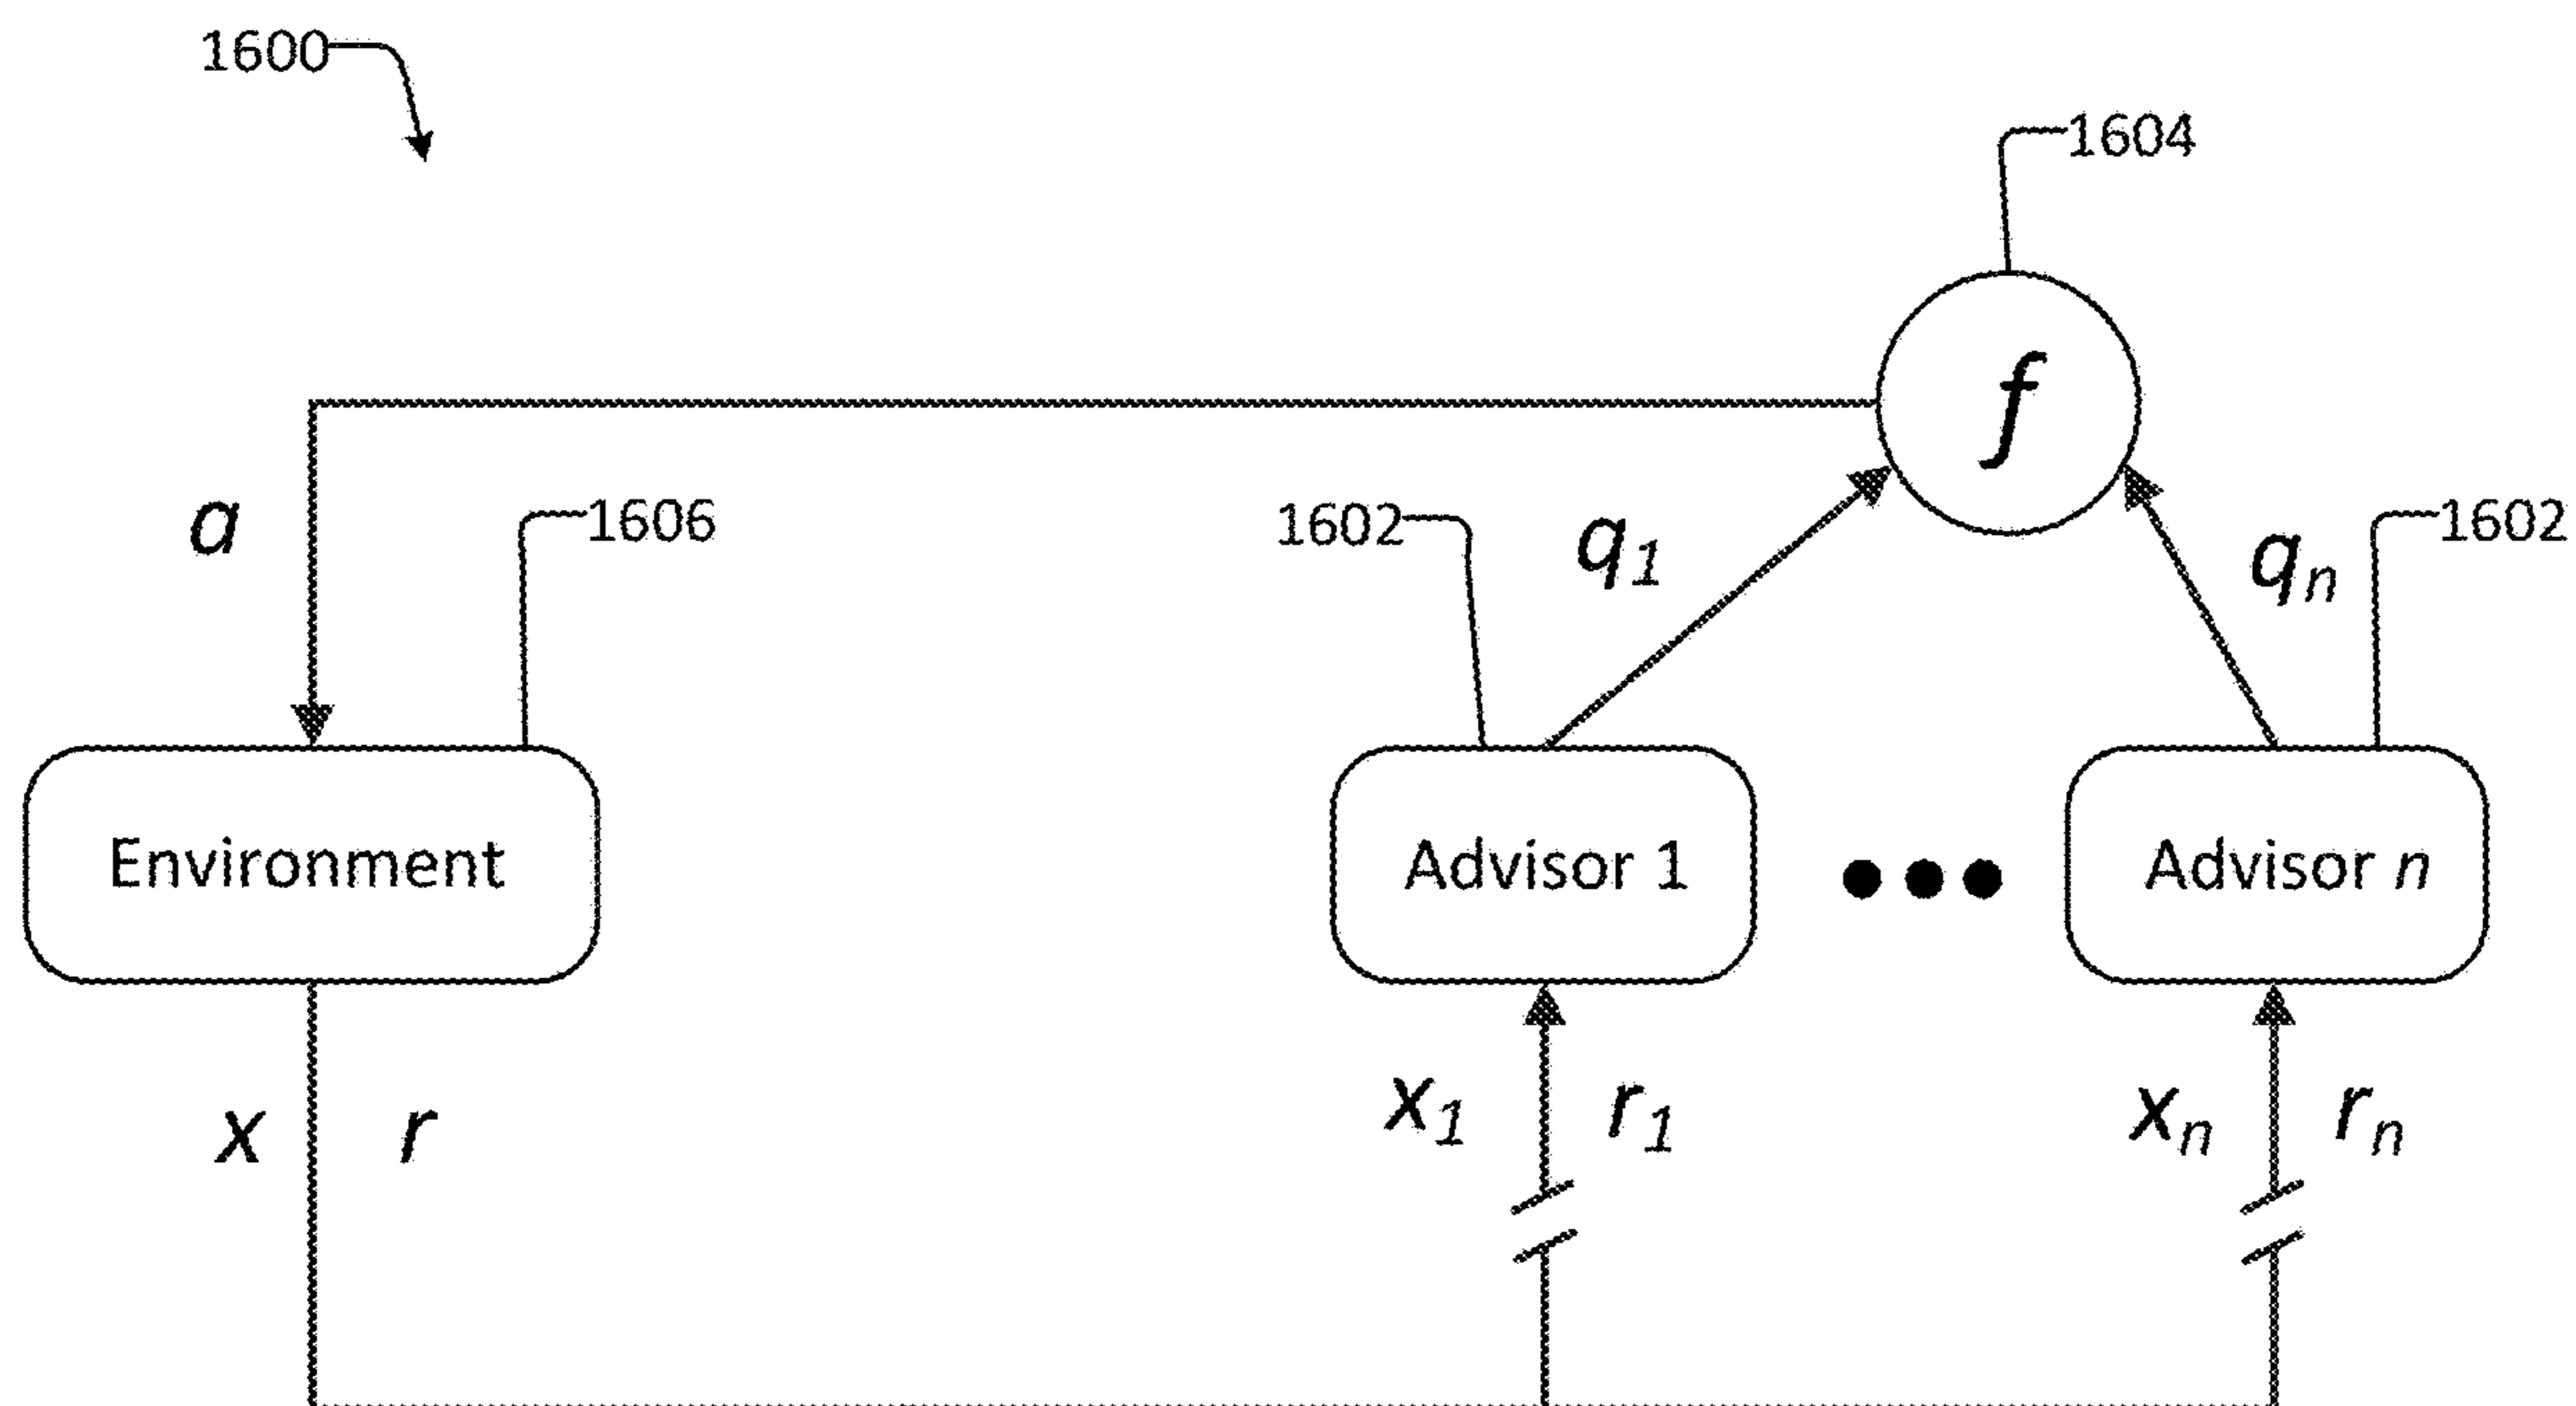 1600
1604
f
a
1606
1602
q1
qn
1602
Environment
Advisor 1
Advisor n
x r
x1 r1
xn rn